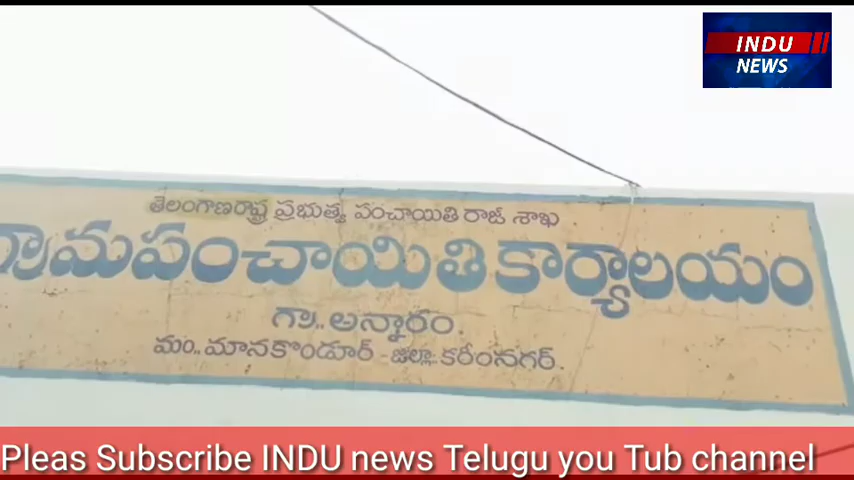 INDU
NEWS
తెలంగాణరాష్ట్ర ప్రభుత్వ పంచాయితి రాజ్ శాఖ
గ్రామపంచాయితి కార్యాలయం
గ్రా.. అన్నారం.
మం.. మానకొండూర్ - జిల్లా. కరీంనగర్.
Pleas Subscribe INDU news Telugu you Tub channel